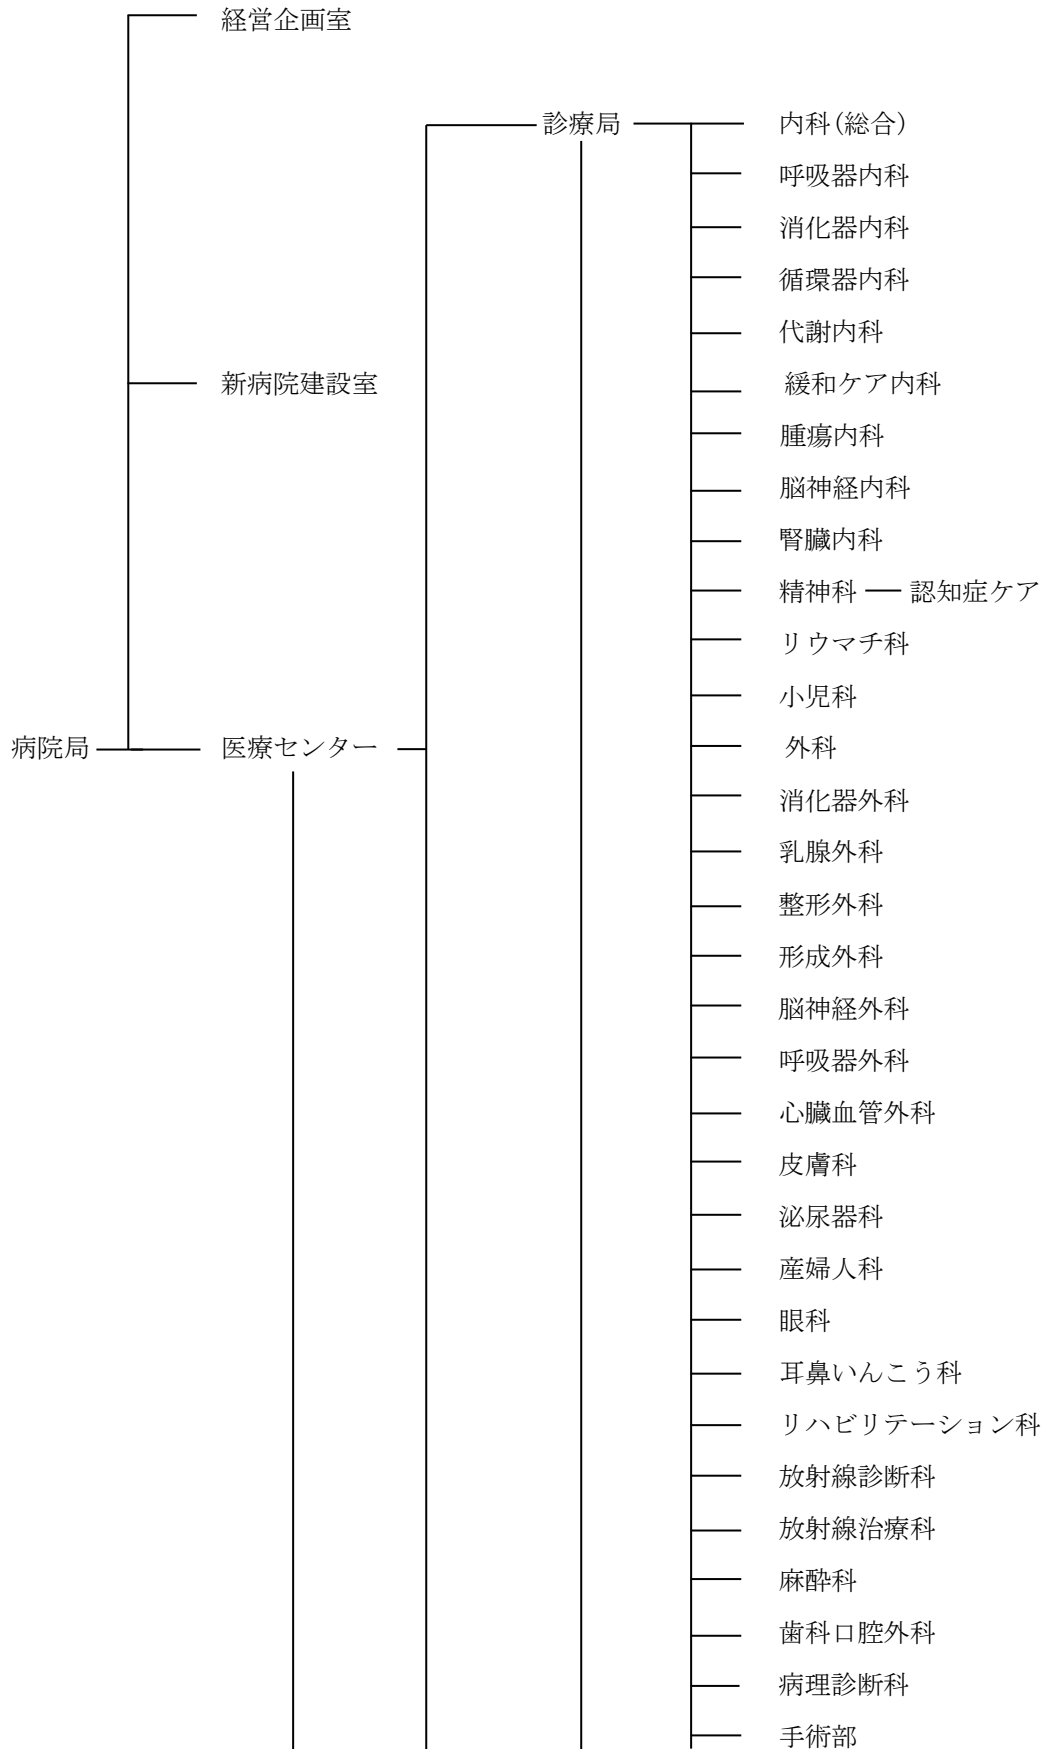 経営企画室
診療局
内科(総合)
呼吸器内科
消化器内科
循環器内科
代謝内科
新病院建設室
緩和ケア内科
腫瘍内科
脳神経内科
腎臓内科
精神科
認知症ケア
リウマチ科
小児科
病院局
医療センター
外科
消化器外科
乳腺外科
整形外科
形成外科
脳神経外科
呼吸器外科
心臓血管外科
皮膚科
泌尿器科
産婦人科
眼科
耳鼻いんこう科
リハビリテーション科
放射線診断科
放射線治療科
麻酔科
歯科口腔外科
病理診断科
手術部